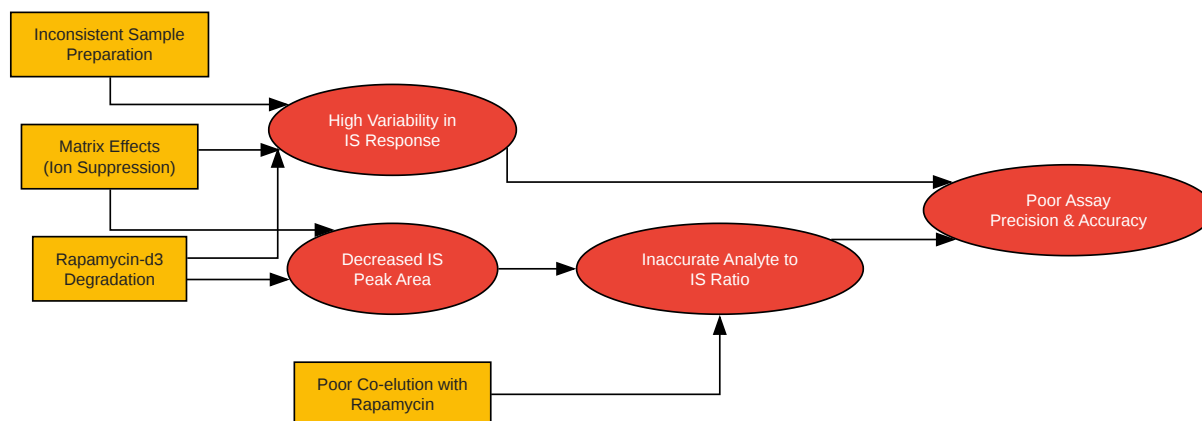 Inconsistent Sample
Preparation
High Variability in
IS Response
Matrix Effects
(Ion Suppression)
Poor Assay
Precision & Accuracy
Rapamycin-d3
Degradation
Decreased IS
Peak Area
Inaccurate Analyte to
IS Ratio
Poor Co-elution with
Rapamycin